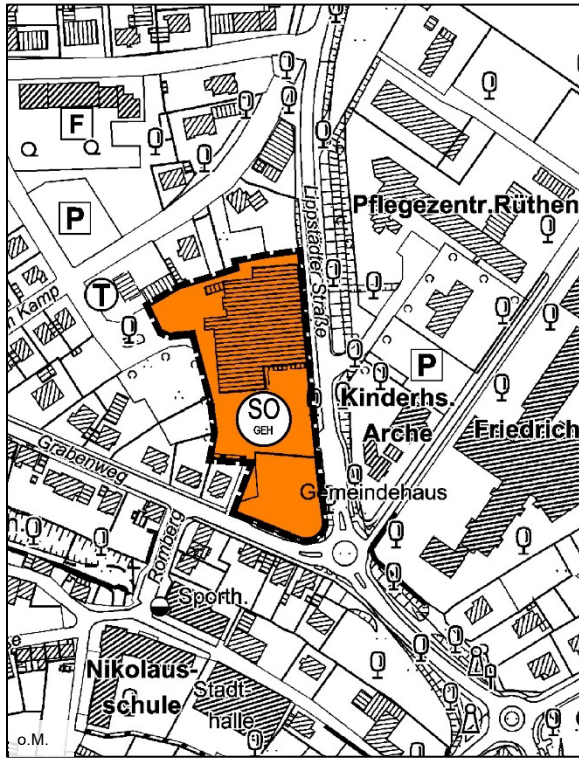 F
P
Lippstädter Straße
Pflegezentr.Rüthen
T
Kamp
P
SO
GEH
Kinderhs.
Arche
Friedrich
Grabenweg
Gemeindehaus
Romberg
Sporth.
Nikolaus-
schule
Stadt-
halle
o.M.